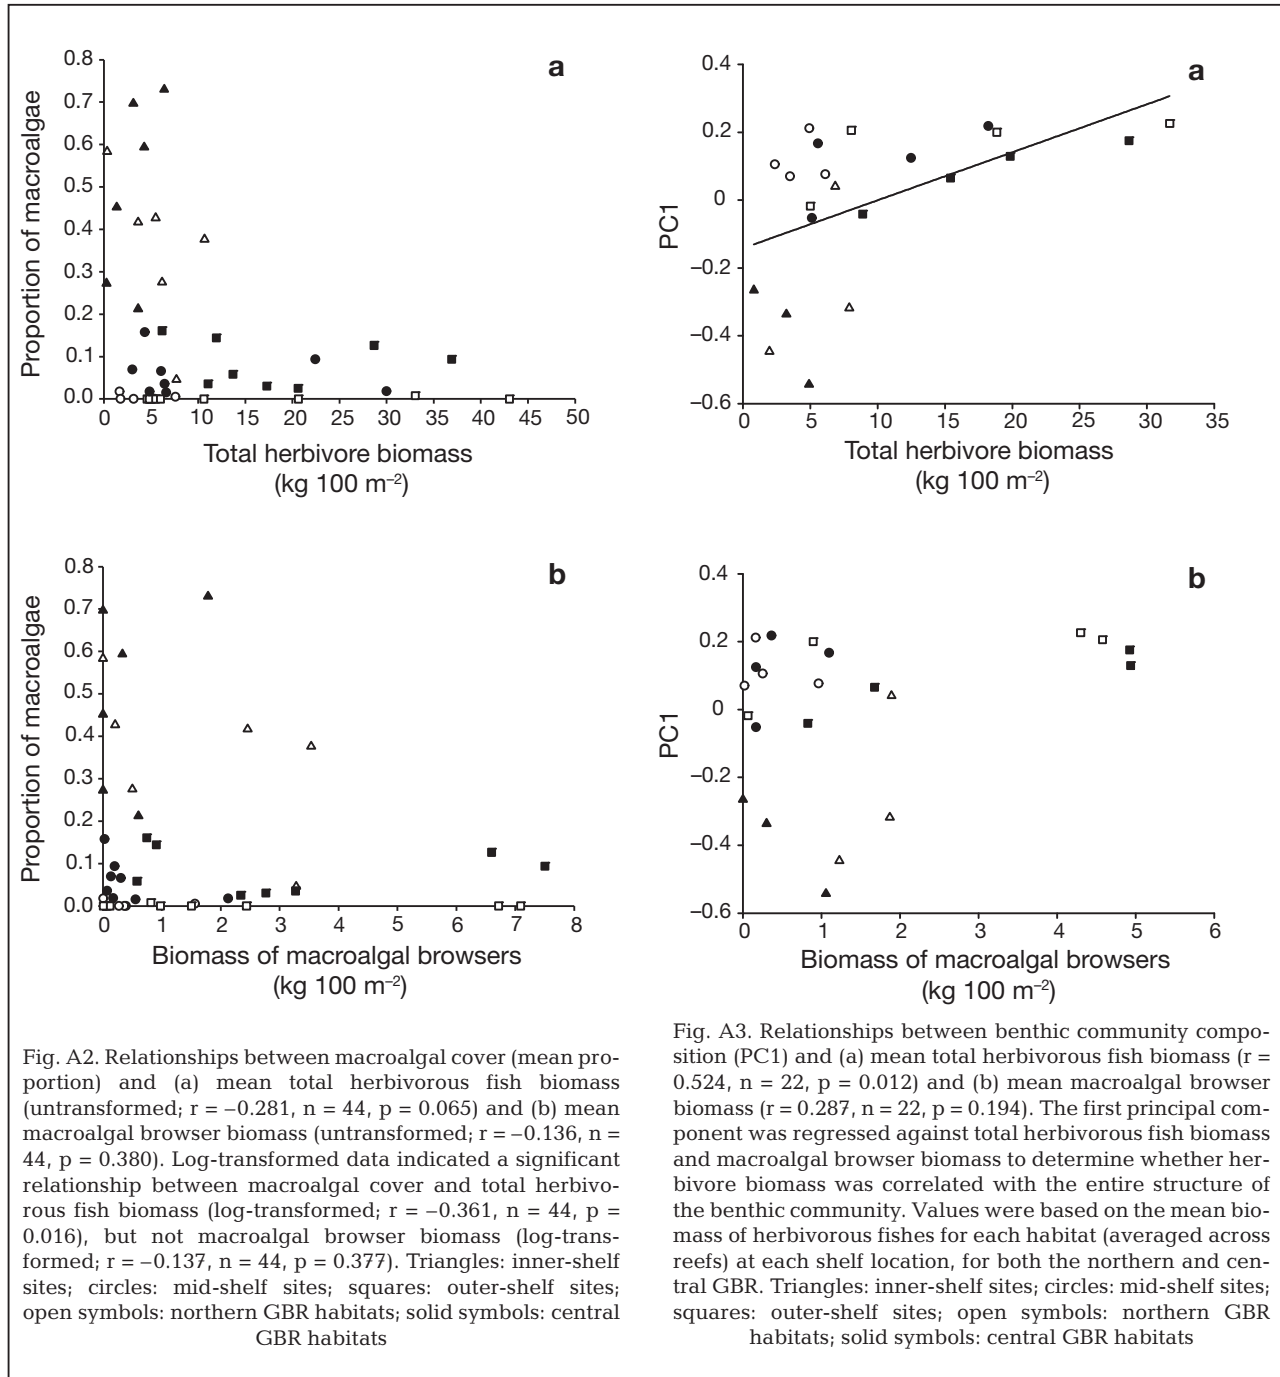 a
0.8
0.7
0.6
0.5
0.4
0.3
0.2
0.1
0.0
Proportion of macroalgae
0 5 10 15 20 25 30 35 40 45 50
Total herbivore biomass
(kg 100 m⁻²)
b
0.8
0.7
0.6
0.5
0.4
0.3
0.2
0.1
0.0
Proportion of macroalgae
0 1 2 3 4 5 6 7 8
Biomass of macroalgal browsers
(kg 100 m⁻²)
Fig. A2. Relationships between macroalgal cover (mean pro-
portion) and (a) mean total herbivorous fish biomass
(untransformed; r = –0.281, n = 44, p = 0.065) and (b) mean
macroalgal browser biomass (untransformed; r = –0.136, n =
44, p = 0.380). Log-transformed data indicated a significant
relationship between macroalgal cover and total herbivo-
rous fish biomass (log-transformed; r = –0.361, n = 44, p =
0.016), but not macroalgal browser biomass (log-trans-
formed; r = –0.137, n = 44, p = 0.377). Triangles: inner-shelf
sites; circles: mid-shelf sites; squares: outer-shelf sites;
open symbols: northern GBR habitats; solid symbols: central
GBR habitats
a
0.4
0.2
0
–0.2
–0.4
–0.6
PC1
0 5 10 15 20 25 30 35
Total herbivore biomass
(kg 100 m⁻²)
b
0.4
0.2
0
–0.2
–0.4
–0.6
PC1
0 1 2 3 4 5 6
Biomass of macroalgal browsers
(kg 100 m⁻²)
Fig. A3. Relationships between benthic community compo-
sition (PC1) and (a) mean total herbivorous fish biomass (r =
0.524, n = 22, p = 0.012) and (b) mean macroalgal browser
biomass (r = 0.287, n = 22, p = 0.194). The first principal com-
ponent was regressed against total herbivorous fish biomass
and macroalgal browser biomass to determine whether her-
bivore biomass was correlated with the entire structure of
the benthic community. Values were based on the mean bio-
mass of herbivorous fishes for each habitat (averaged across
reefs) at each shelf location, for both the northern and cen-
tral GBR. Triangles: inner-shelf sites; circles: mid-shelf sites;
squares: outer-shelf sites; open symbols: northern GBR
habitats; solid symbols: central GBR habitats